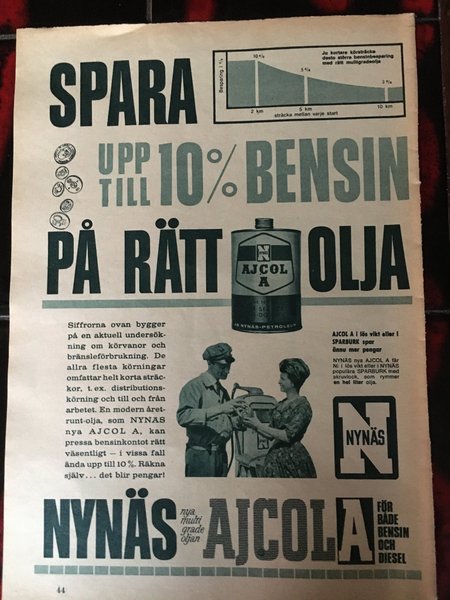 SPARA
Besparing i %
10 %
5 %
3 %
Ju kortare körsträcka
desto större bensinbesparing
med rätt multigradeolja
2 km
5 km
10 km
sträcka mellan varje start
UPP
TILL 10% BENSIN
PÅ RÄTT OLJA
N
AJCOL
A
AB NYNÄS-PETROLEUM
Siffrorna ovan bygger
på en aktuell undersök-
ning om körvanor och
bränsleförbrukning. De
allra flesta körningar
omfattar helt korta sträc-
kor, t.ex. distributions-
körning och till och från
arbetet. En modern året-
runt-olja, som NYNÄS
nya AJCOL A, kan
pressa bensinkontot rätt
väsentligt – i vissa fall
ända upp till 10 %. Räkna
själv... det blir pengar!
AJCOL A i lös vikt eller i
SPARBURK spar
ännu mer pengar
NYNÄS nya AJCOL A får
Ni i lös vikt eller i NYNÄS
populära SPARBURK med
skruvlock, som rymmer
en hel liter olja.
N
NYNÄS
NYNÄS
nya
multi
grade
oljan
AJCOL A
FÖR
BÅDE
BENSIN
OCH
DIESEL
44